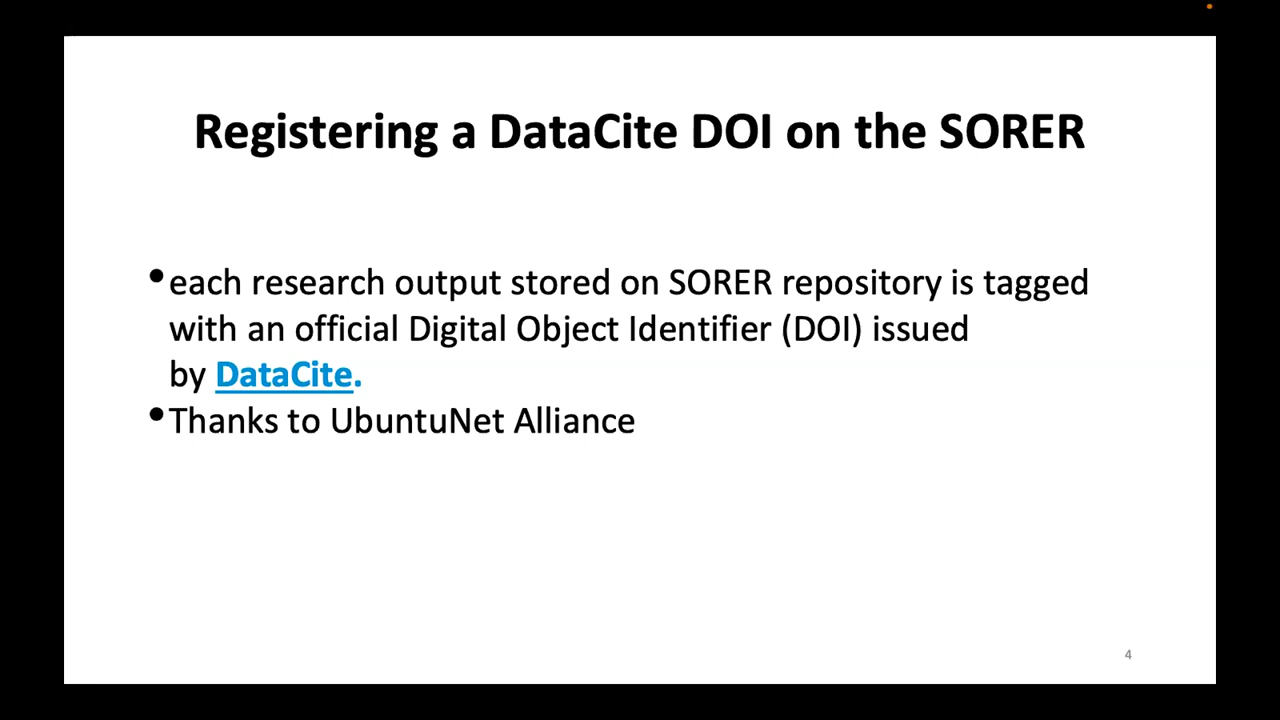 Registering a DataCite DOI on the SORER
•each research output stored on SORER repository is tagged
with an official Digital Object Identifier (DOI) issued
by DataCite.
•Thanks to UbuntuNet Alliance
4